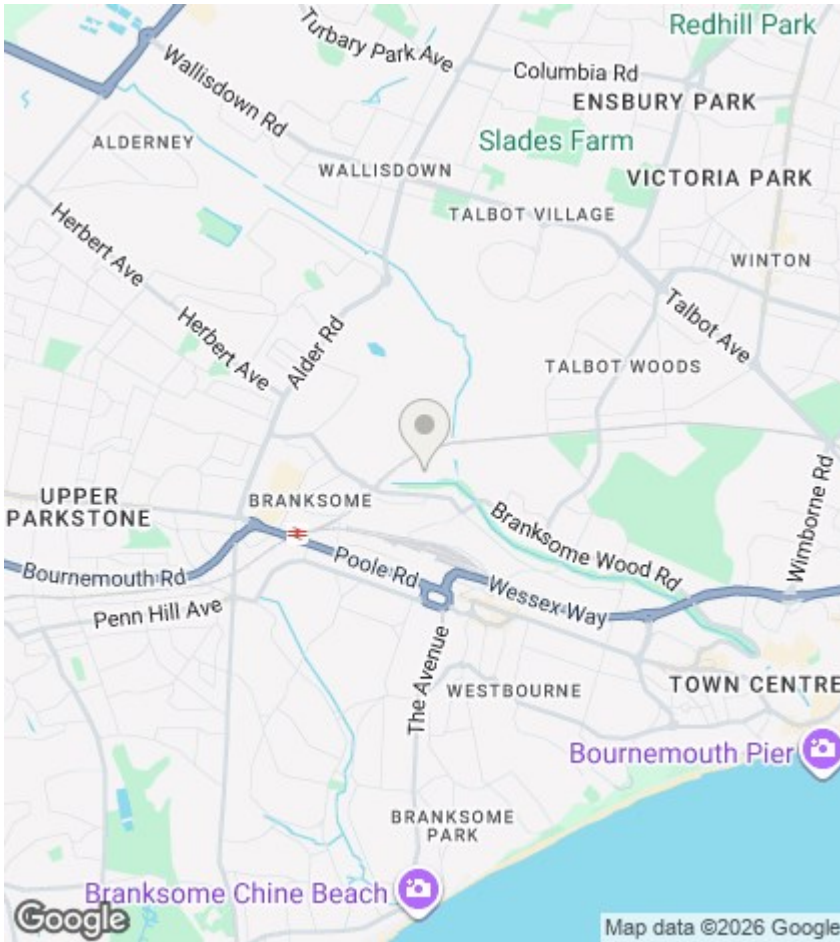 Redhill Park
Turbary Park Ave
Columbia Rd
Wallisdown Rd
ENSBURY PARK
ALDERNEY
Slades Farm
WALLISDOWN
VICTORIA PARK
TALBOT VILLAGE
Herbert Ave
WINTON
Talbot Ave
Herbert Ave
Alder Rd
TALBOT WOODS
UPPER
PARKSTONE
BRANKSOME
Wimborne Rd
Branksome Wood Rd
Bournemouth Rd
Poole Rd
Wessex Way
Penn Hill Ave
The Avenue
WESTBOURNE
TOWN CENTRE
Bournemouth Pier
BRANKSOME
PARK
Branksome Chine Beach
Google
Map data ©2026 Google